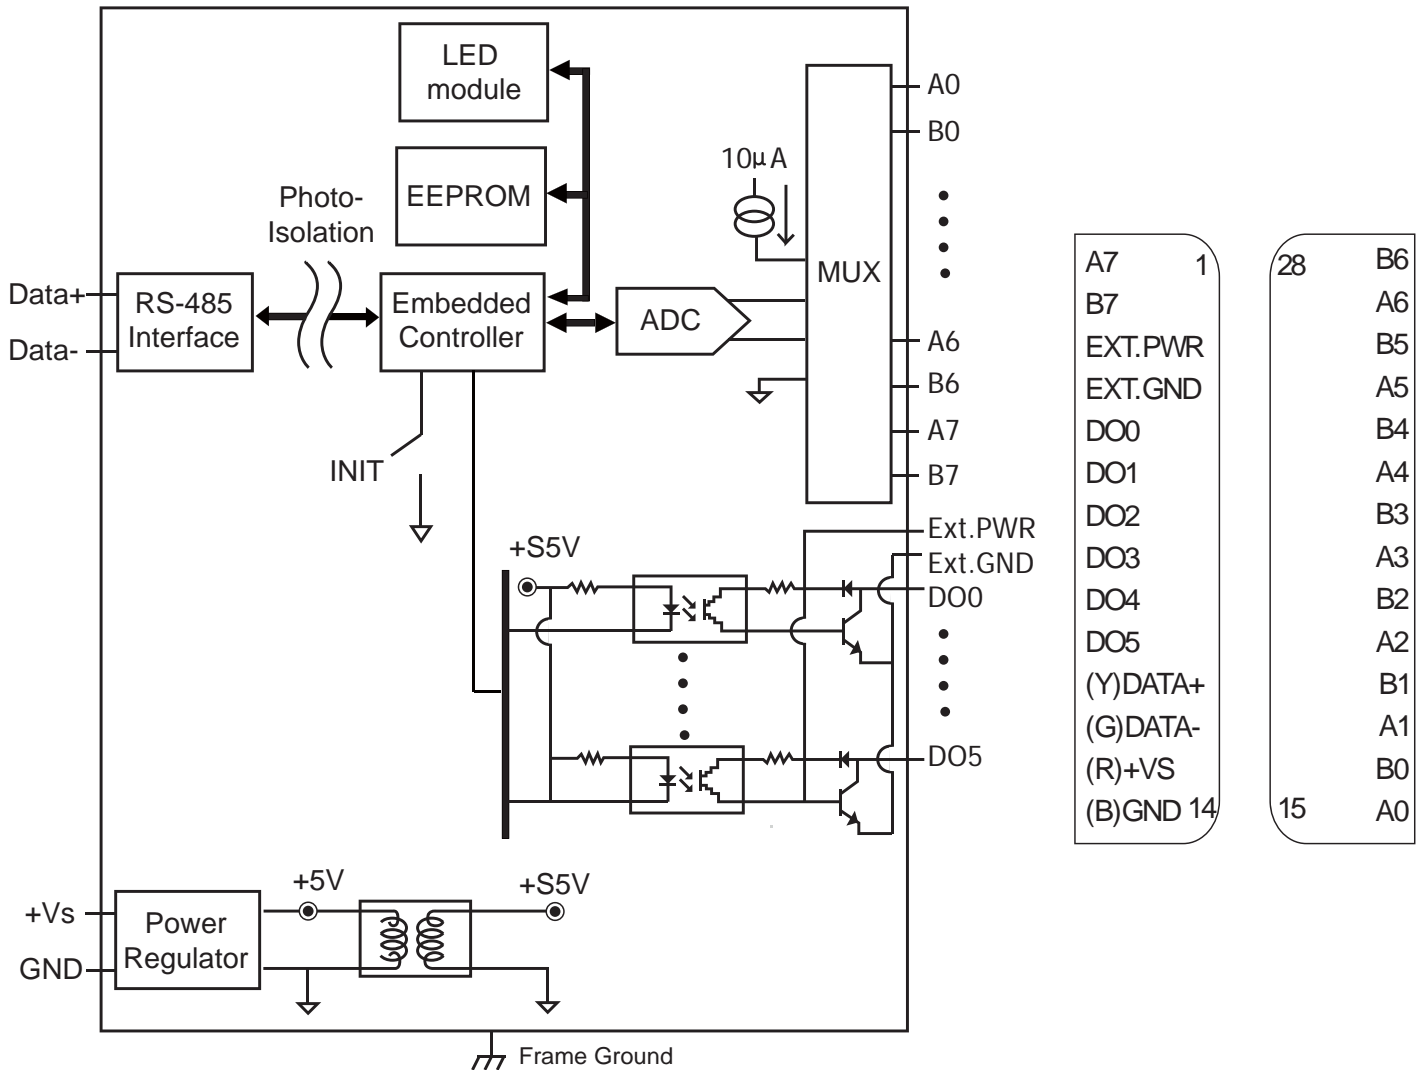 LED
module
EEPROM
Photo-
Isolation
Data+
Data-
RS-485
Interface
Embedded
Controller
ADC
10μA
MUX
INIT
A0
B0
A6
B6
A7
B7
Ext.PWR
Ext.GND
DO0
DO5
+S5V
+Vs
GND
Power
Regulator
+5V
+S5V
Frame Ground
A7 1
B7
EXT.PWR
EXT.GND
DO0
DO1
DO2
DO3
DO4
DO5
(Y)DATA+
(G)DATA-
(R)+VS
(B)GND 14
28 B6
A6
B5
A5
B4
A4
B3
A3
B2
A2
B1
A1
B0
15 A0